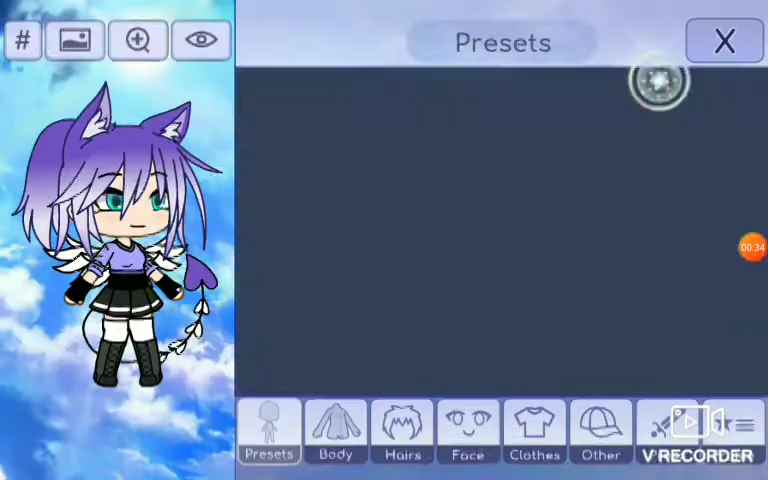 #
Presets
X
00:34
Presets
Body
Hairs
Face
Clothes
Other
V RECORDER